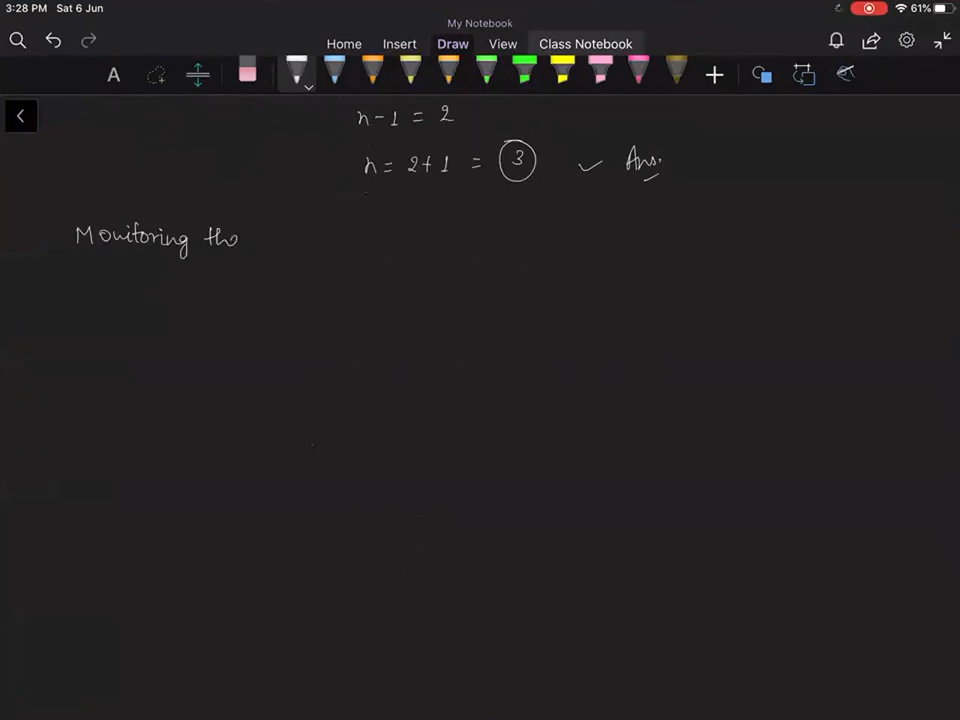 3:28 PM Sat 6 Jun
61%
My Notebook
Home Insert Draw View Class Notebook
A
n-1 = 2
n = 2+1 = 3 ✓ Ans.
Monitoring the